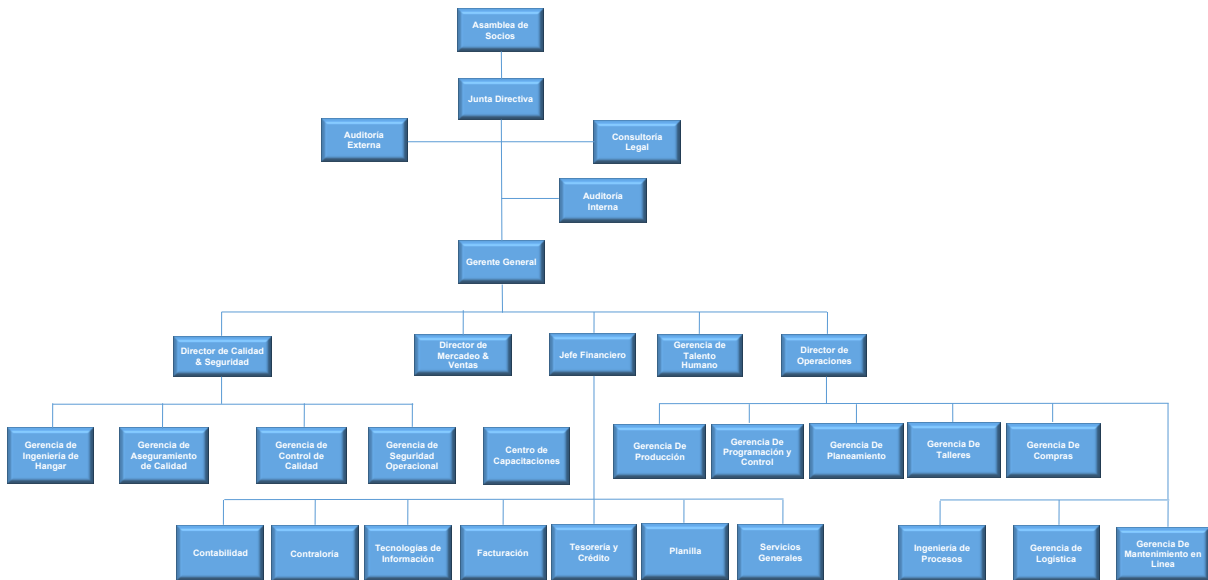 Asamblea de
Socios
Junta Directiva
Auditoría
Externa
Consultoría
Legal
Auditoría
Interna
Gerente General
Director de Calidad
& Seguridad
Director de
Mercadeo &
Ventas
Jefe Financiero
Gerencia de
Talento
Humano
Director de
Operaciones
Gerencia de
Ingeniería de
Hangar
Gerencia de
Aseguramiento
de Calidad
Gerencia de
Control de
Calidad
Gerencia de
Seguridad
Operacional
Centro de
Capacitaciones
Gerencia De
Producción
Gerencia De
Programación y
Control
Gerencia De
Planeamiento
Gerencia De
Talleres
Gerencia De
Compras
Contabilidad
Contraloría
Tecnologías de
Información
Facturación
Tesorería y
Crédito
Planilla
Servicios
Generales
Ingeniería de
Procesos
Gerencia de
Logística
Gerencia De
Mantenimiento en
Linea